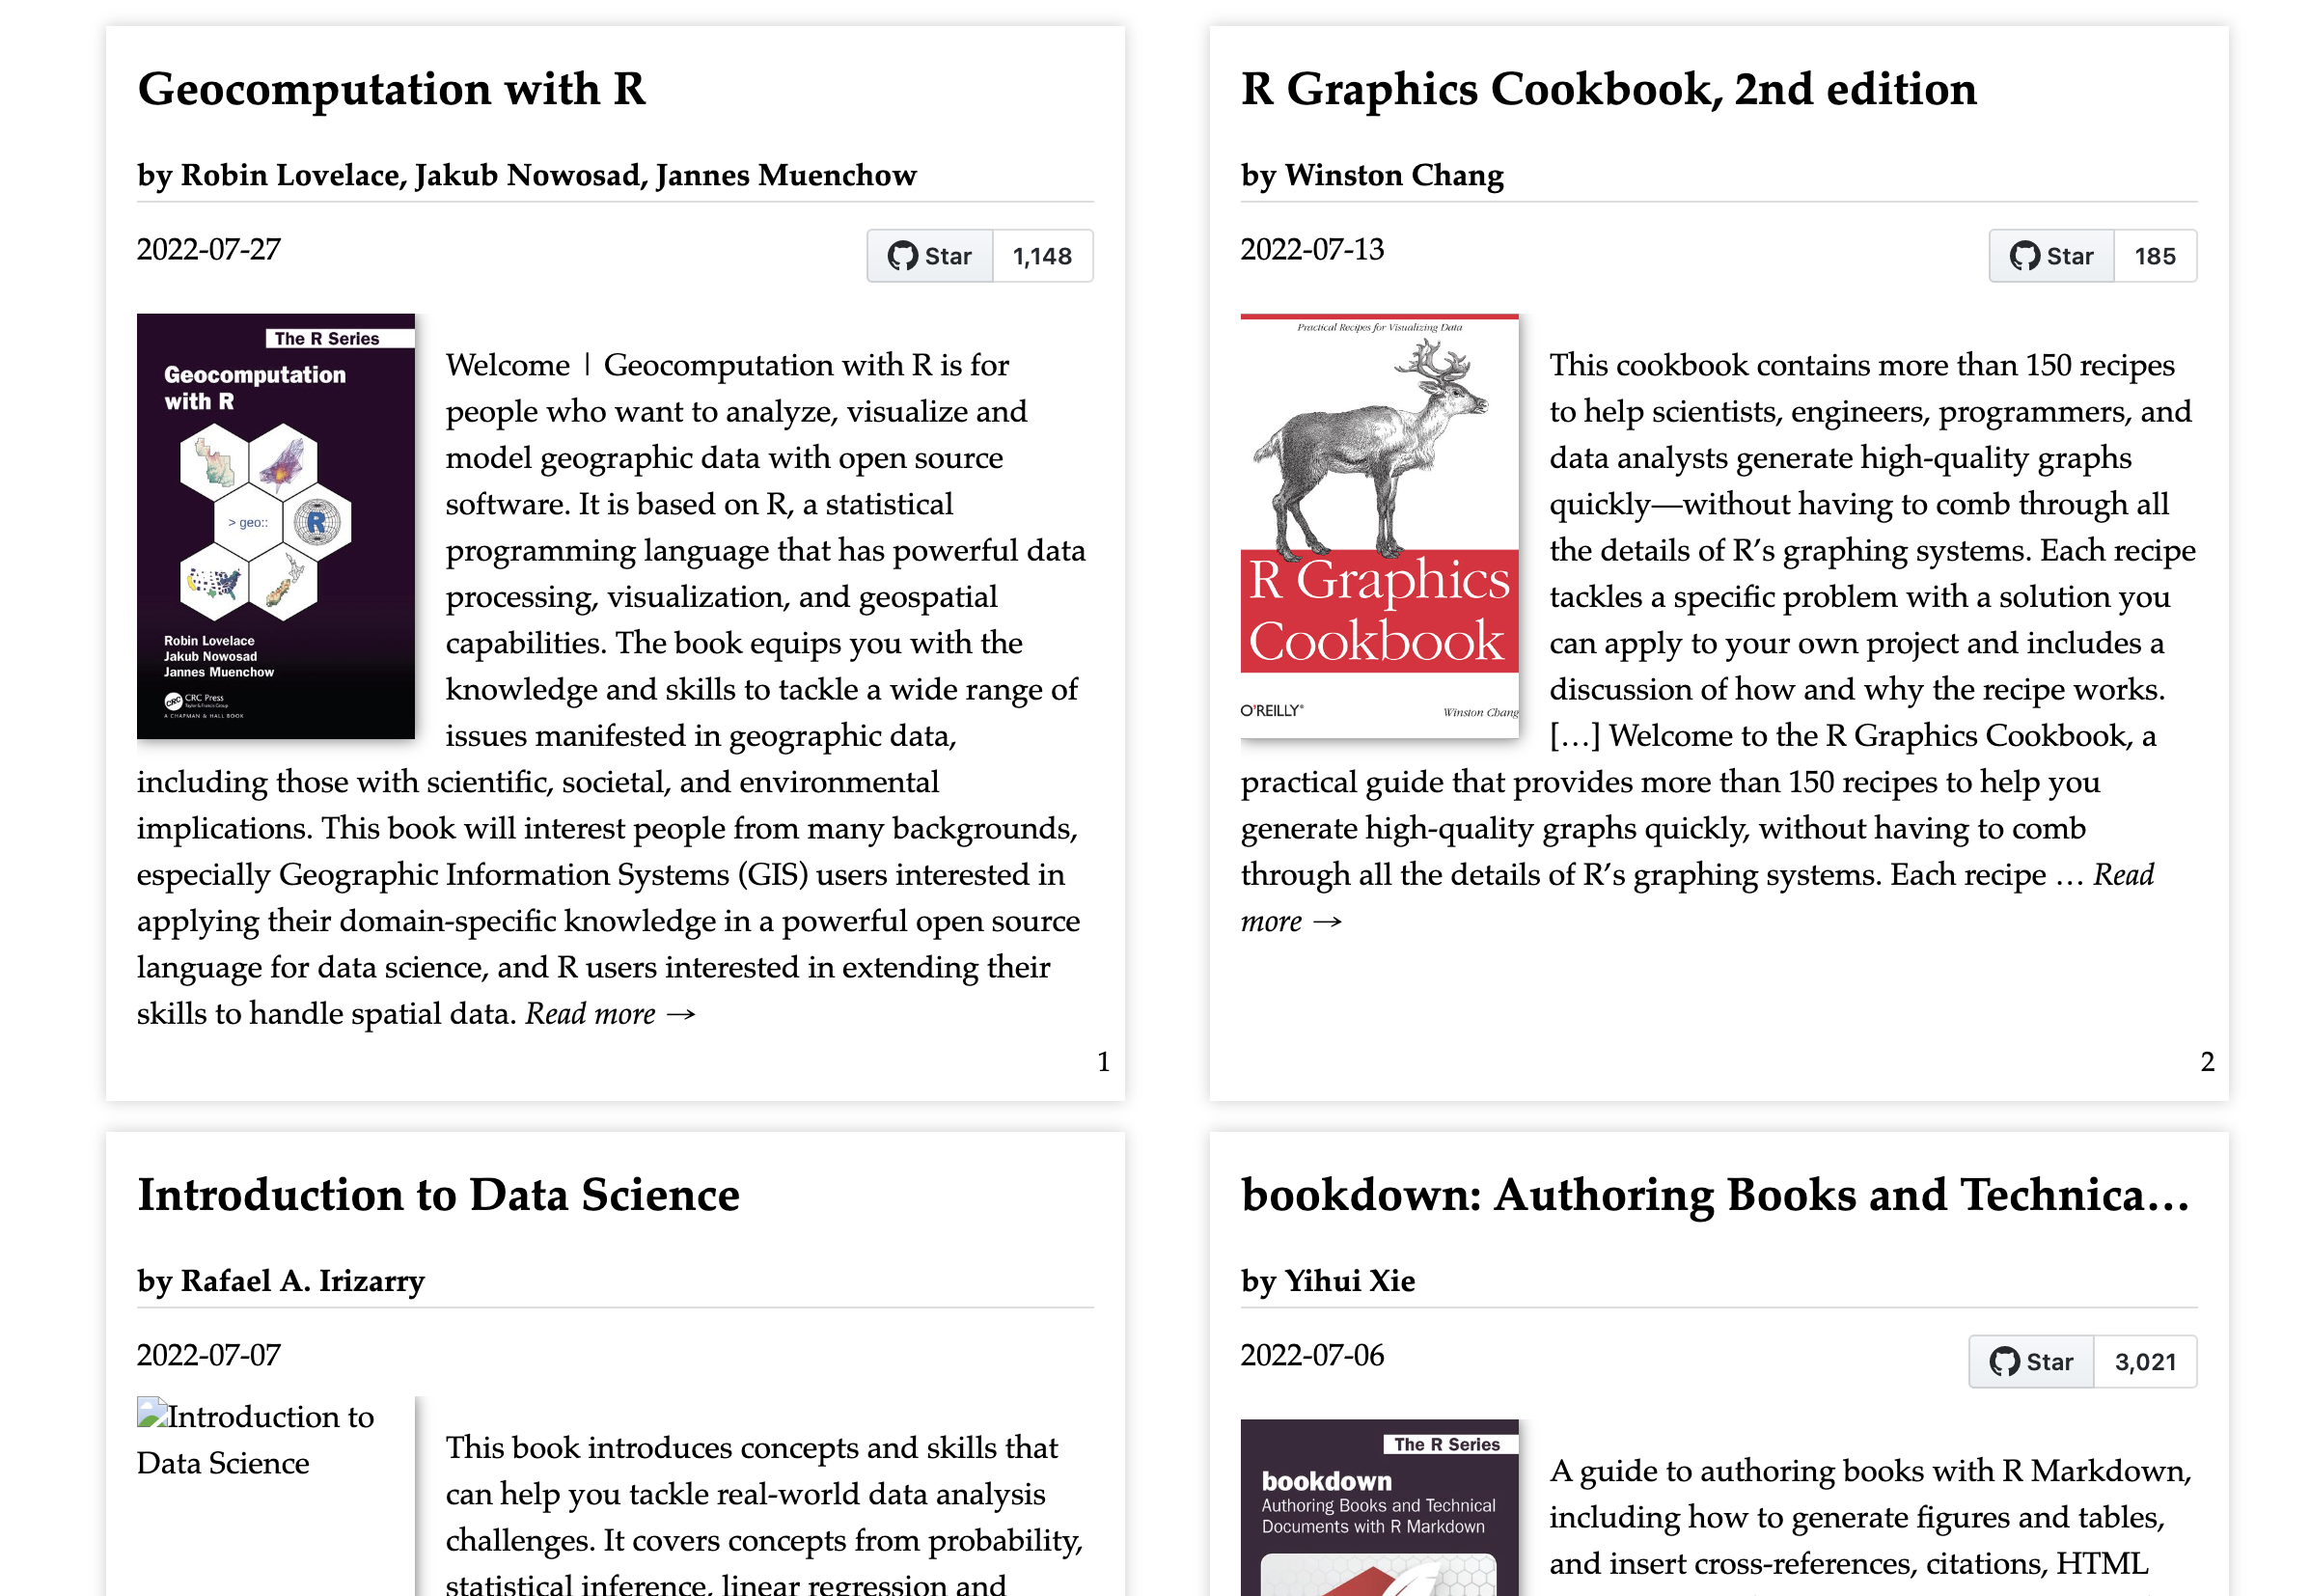 Geocomputation with R
by Robin Lovelace, Jakub Nowosad, Jannes Muenchow
2022-07-27
Star 1,148
The R Series
Geocomputation
with R
> geo::
R
Robin Lovelace
Jakub Nowosad
Jannes Muenchow
CRC CRC Press
Taylor & Francis Group
A CHAPMAN & HALL BOOK
Welcome | Geocomputation with R is for
people who want to analyze, visualize and
model geographic data with open source
software. It is based on R, a statistical
programming language that has powerful data
processing, visualization, and geospatial
capabilities. The book equips you with the
knowledge and skills to tackle a wide range of
issues manifested in geographic data,
including those with scientific, societal, and environmental
implications. This book will interest people from many backgrounds,
especially Geographic Information Systems (GIS) users interested in
applying their domain-specific knowledge in a powerful open source
language for data science, and R users interested in extending their
skills to handle spatial data. Read more →
1
R Graphics Cookbook, 2nd edition
by Winston Chang
2022-07-13
Star 185
Practical Recipes for Visualizing Data
R Graphics
Cookbook
O'REILLY®
Winston Chang
This cookbook contains more than 150 recipes
to help scientists, engineers, programmers, and
data analysts generate high-quality graphs
quickly—without having to comb through all
the details of R’s graphing systems. Each recipe
tackles a specific problem with a solution you
can apply to your own project and includes a
discussion of how and why the recipe works.
[…] Welcome to the R Graphics Cookbook, a
practical guide that provides more than 150 recipes to help you
generate high-quality graphs quickly, without having to comb
through all the details of R’s graphing systems. Each recipe … Read
more →
2
Introduction to Data Science
by Rafael A. Irizarry
2022-07-07
Introduction to
Data Science
This book introduces concepts and skills that
can help you tackle real-world data analysis
challenges. It covers concepts from probability,
statistical inference, linear regression and
bookdown: Authoring Books and Technica…
by Yihui Xie
2022-07-06
Star 3,021
The R Series
bookdown
Authoring Books and Technical
Documents with R Markdown
A guide to authoring books with R Markdown,
including how to generate figures and tables,
and insert cross-references, citations, HTML